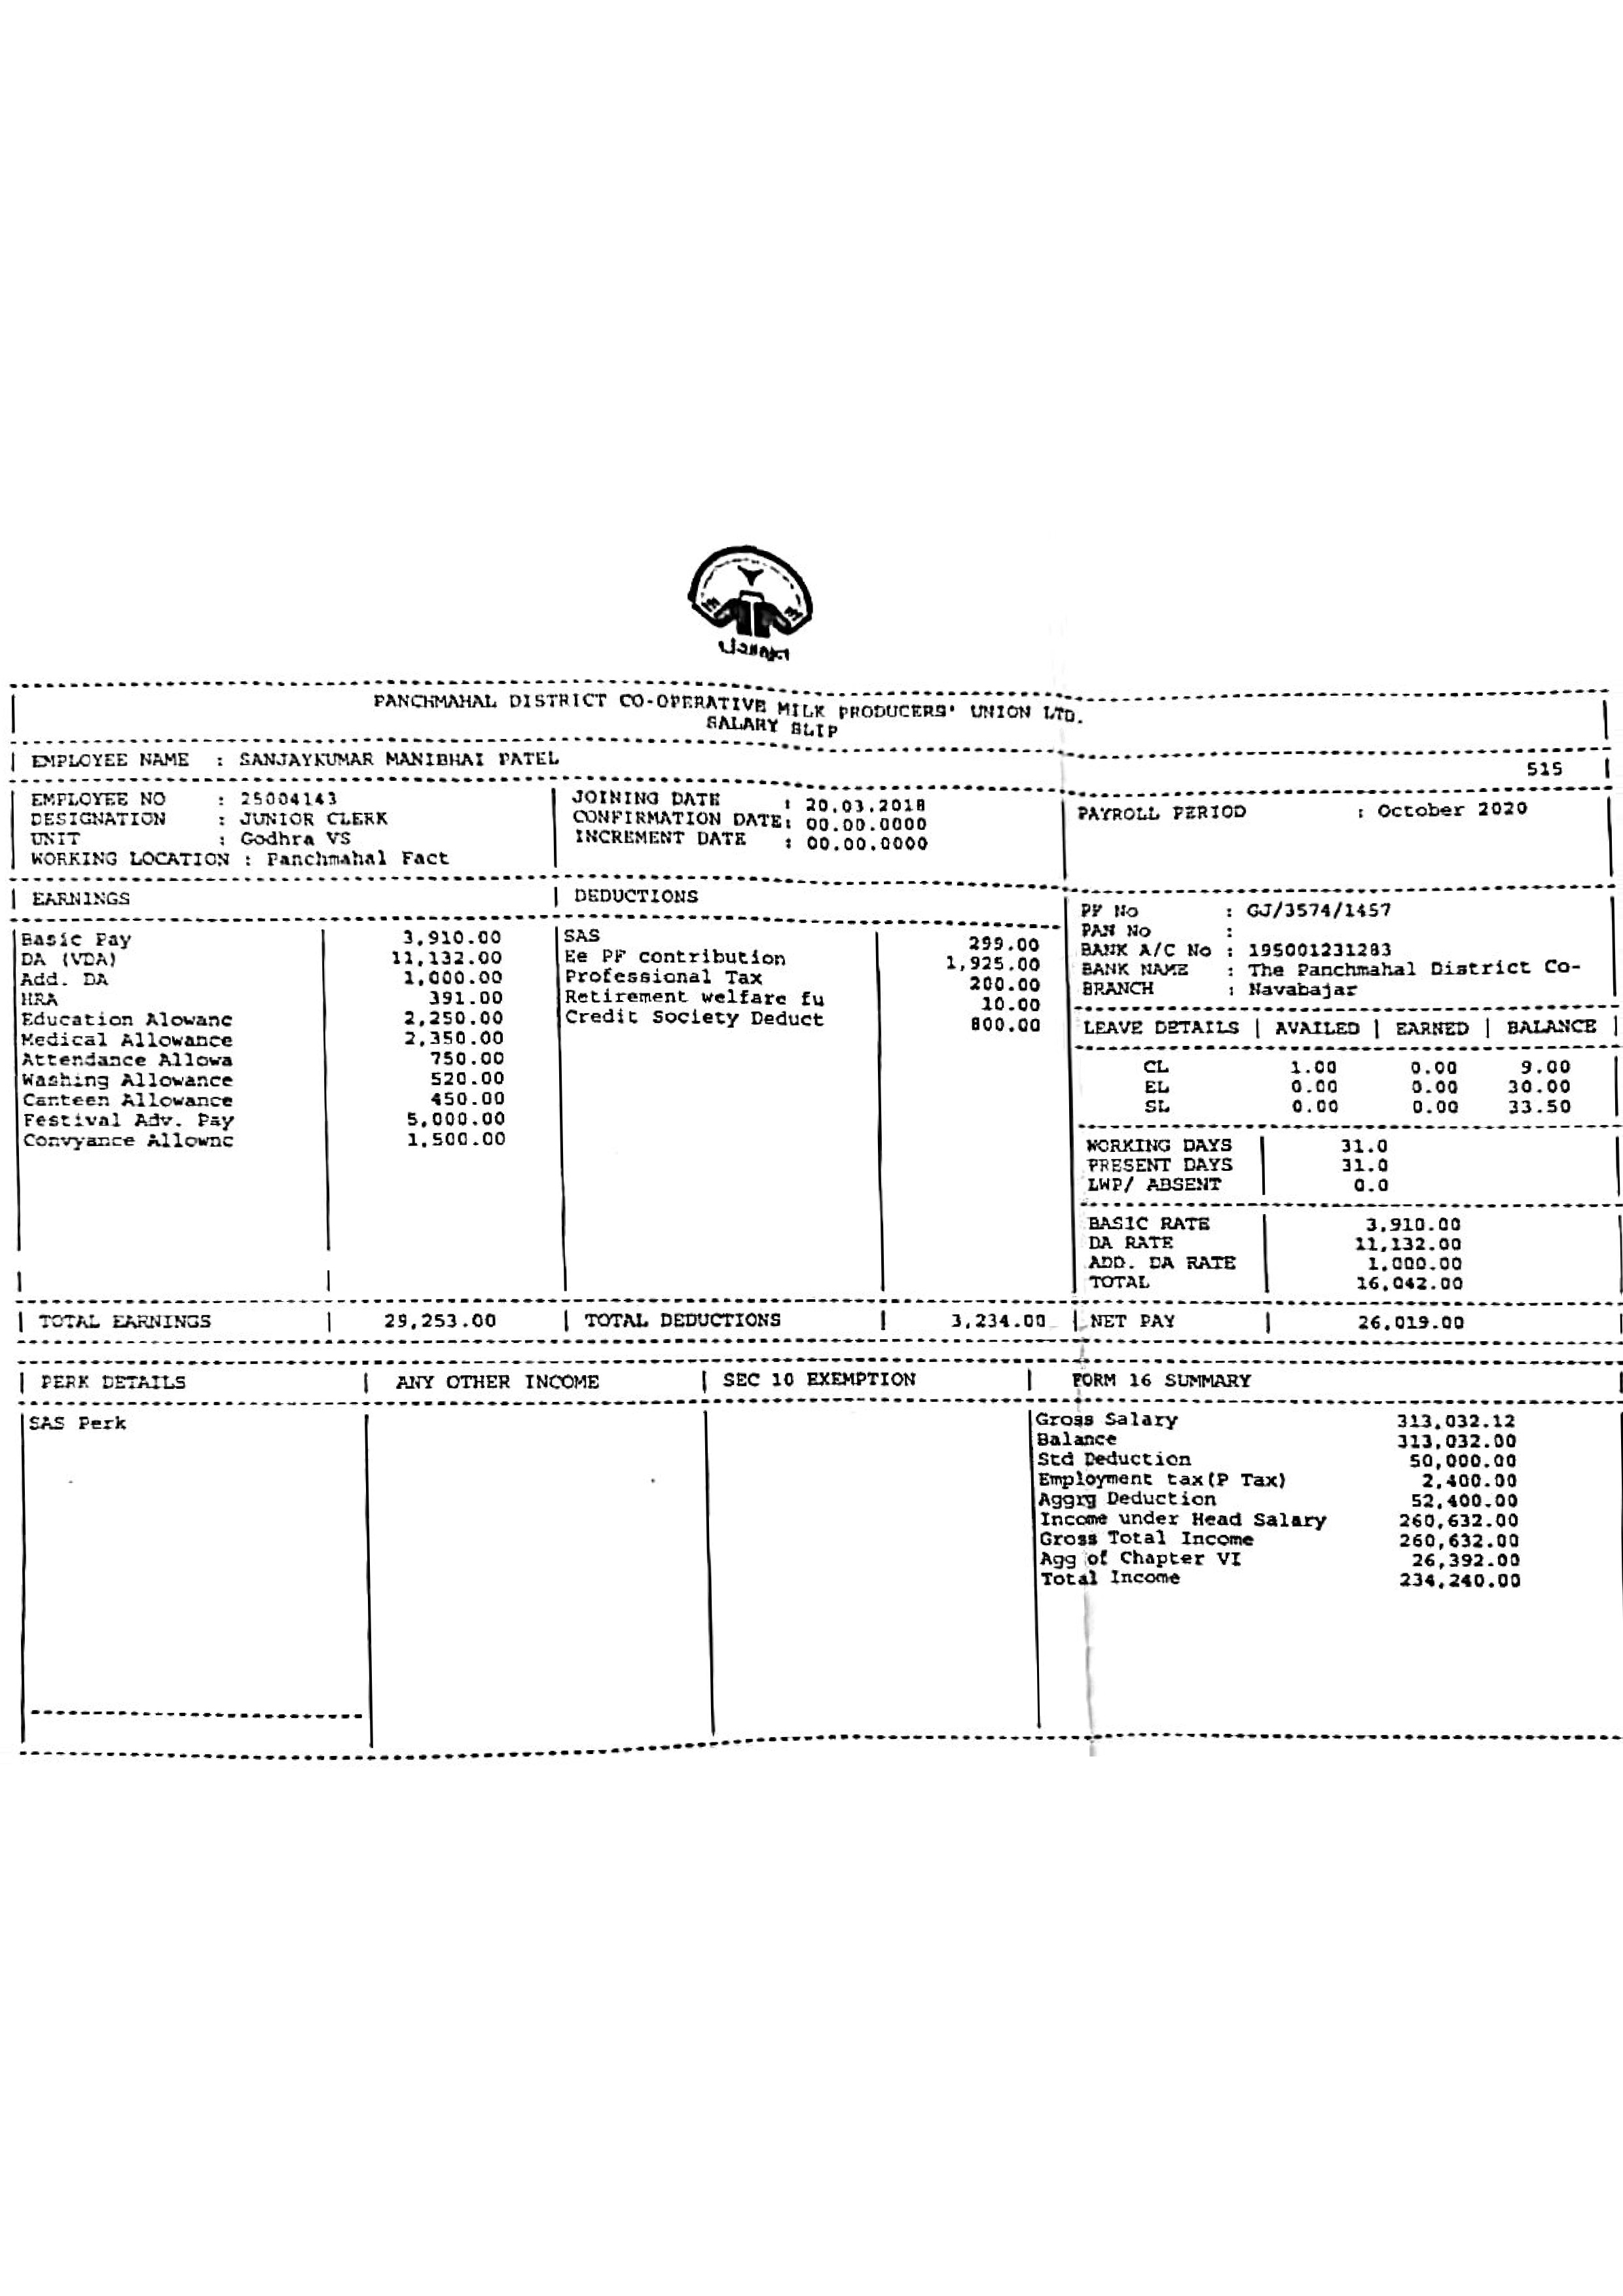 પંચામૃત
PANCHMAHAL DISTRICT CO-OPERATIVE MILK PRODUCERS' UNION LTD.
SALARY SLIP
EMPLOYEE NAME : SANJAYKUMAR MANIBHAI PATEL 515
EMPLOYEE NO : 25004143
DESIGNATION : JUNIOR CLERK
UNIT : Godhra VS
WORKING LOCATION : Panchmahal Fact
JOINING DATE : 20.03.2018
CONFIRMATION DATE: 00.00.0000
INCREMENT DATE : 00.00.0000
PAYROLL PERIOD : October 2020
EARNINGS
Basic Pay 3,910.00
DA (VDA) 11,132.00
Add. DA 1,000.00
HRA 391.00
Education Alowanc 2,250.00
Medical Allowance 2,350.00
Attendance Allowa 750.00
Washing Allowance 520.00
Canteen Allowance 450.00
Festival Adv. Pay 5,000.00
Convyance Allownc 1,500.00
DEDUCTIONS
SAS 299.00
Ee PF contribution 1,925.00
Professional Tax 200.00
Retirement welfare fu 10.00
Credit Society Deduct 800.00
PF No : GJ/3574/1457
PAN No :
BANK A/C No : 195001231283
BANK NAME : The Panchmahal District Co-
BRANCH : Navabajar
LEAVE DETAILS | AVAILED | EARNED | BALANCE
CL 1.00 0.00 9.00
EL 0.00 0.00 30.00
SL 0.00 0.00 33.50
WORKING DAYS 31.0
PRESENT DAYS 31.0
LWP/ ABSENT 0.0
BASIC RATE 3,910.00
DA RATE 11,132.00
ADD. DA RATE 1,000.00
TOTAL 16,042.00
TOTAL EARNINGS | 29,253.00 | TOTAL DEDUCTIONS | 3,234.00 | NET PAY | 26,019.00
PERK DETAILS | ANY OTHER INCOME | SEC 10 EXEMPTION | FORM 16 SUMMARY
SAS Perk
Gross Salary 313,032.12
Balance 313,032.00
Std Deduction 50,000.00
Employment tax(P Tax) 2,400.00
Aggrg Deduction 52,400.00
Income under Head Salary 260,632.00
Gross Total Income 260,632.00
Agg of Chapter VI 26,392.00
Total Income 234,240.00